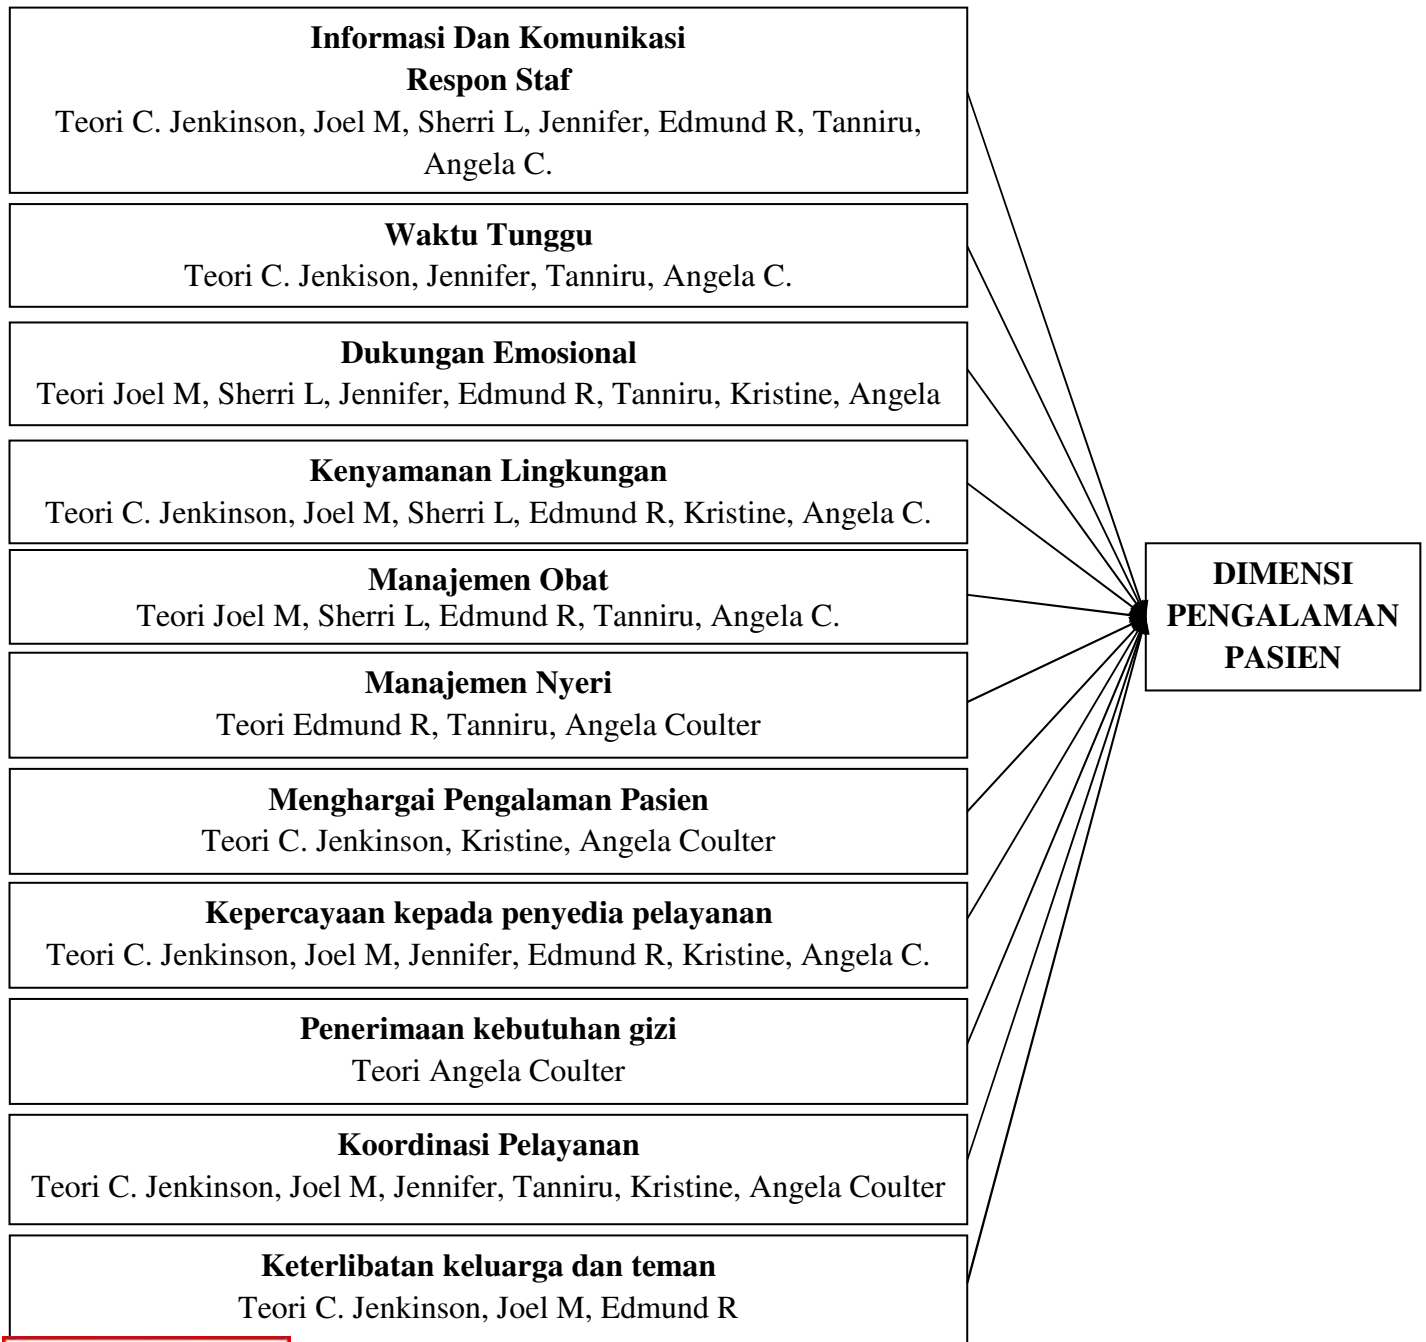 Informasi Dan Komunikasi
Respon Staf
Teori C. Jenkinson, Joel M, Sherri L, Jennifer, Edmund R, Tanniru,
Angela C.
Waktu Tunggu
Teori C. Jenkison, Jennifer, Tanniru, Angela C.
Dukungan Emosional
Teori Joel M, Sherri L, Jennifer, Edmund R, Tanniru, Kristine, Angela
Kenyamanan Lingkungan
Teori C. Jenkinson, Joel M, Sherri L, Edmund R, Kristine, Angela C.
Manajemen Obat
Teori Joel M, Sherri L, Edmund R, Tanniru, Angela C.
Manajemen Nyeri
Teori Edmund R, Tanniru, Angela Coulter
Menghargai Pengalaman Pasien
Teori C. Jenkinson, Kristine, Angela Coulter
Kepercayaan kepada penyedia pelayanan
Teori C. Jenkinson, Joel M, Jennifer, Edmund R, Kristine, Angela C.
Penerimaan kebutuhan gizi
Teori Angela Coulter
Koordinasi Pelayanan
Teori C. Jenkinson, Joel M, Jennifer, Tanniru, Kristine, Angela Coulter
Keterlibatan keluarga dan teman
Teori C. Jenkinson, Joel M, Edmund R
DIMENSI
PENGALAMAN
PASIEN